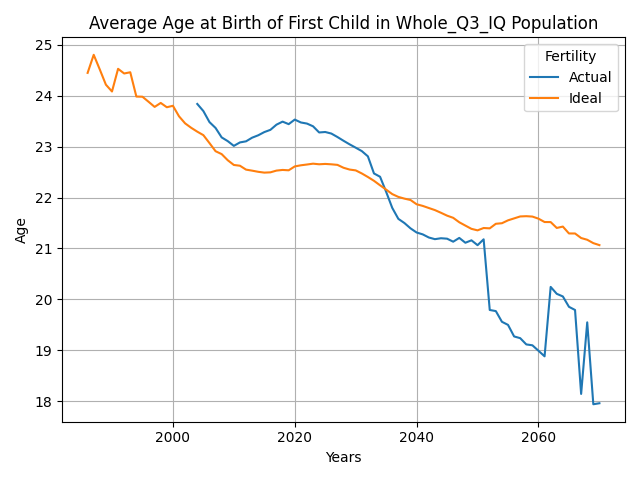 Average Age at Birth of First Child in Whole_Q3_IQ Population
Fertility
Actual
Ideal
25
24
23
22
21
20
19
18
Age
2000
2020
2040
2060
Years